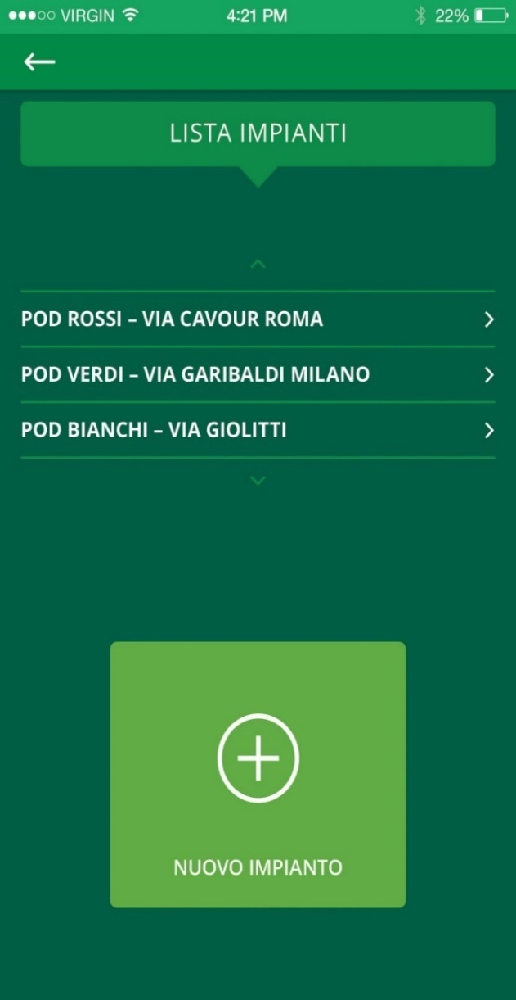 VIRGIN 4:21 PM 22%
LISTA IMPIANTI
POD ROSSI – VIA CAVOUR ROMA
POD VERDI – VIA GARIBALDI MILANO
POD BIANCHI – VIA GIOLITTI
NUOVO IMPIANTO